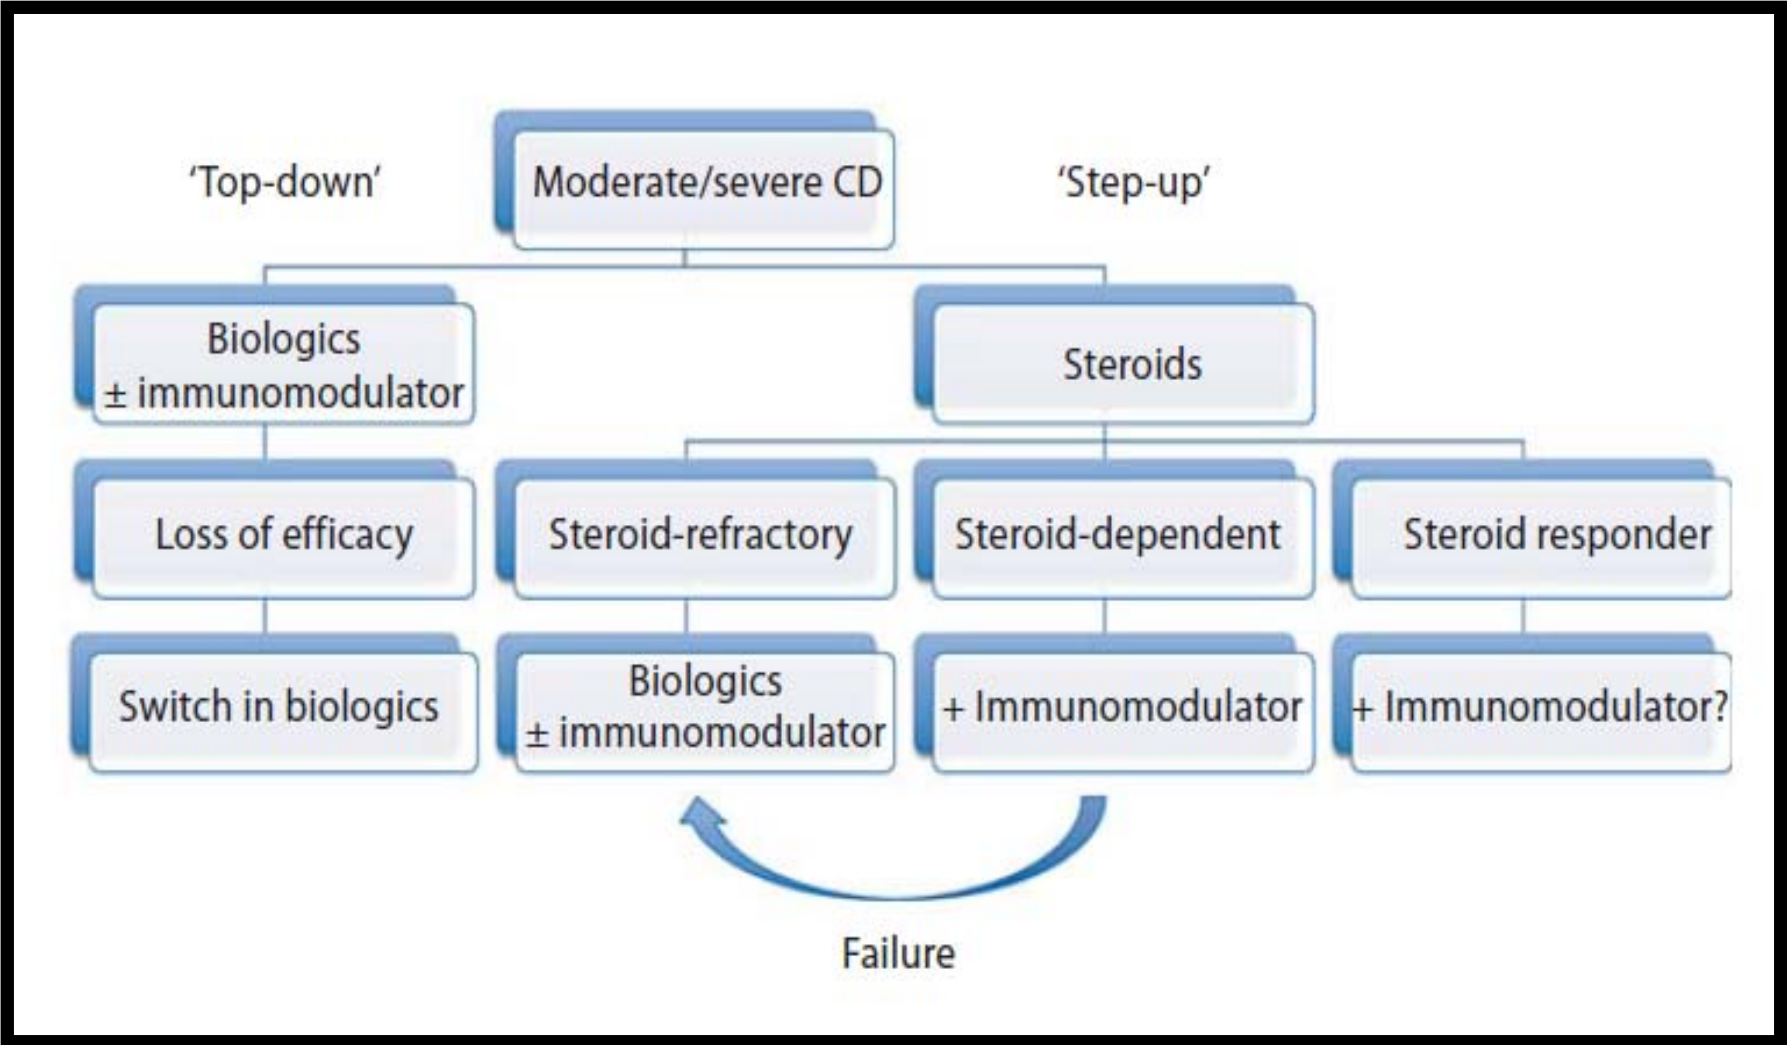 ‘Top-down’
Moderate/severe CD
‘Step-up’
Biologics
± immunomodulator
Steroids
Loss of efficacy
Steroid-refractory
Steroid-dependent
Steroid responder
Switch in biologics
Biologics
± immunomodulator
+ Immunomodulator
+ Immunomodulator?
Failure